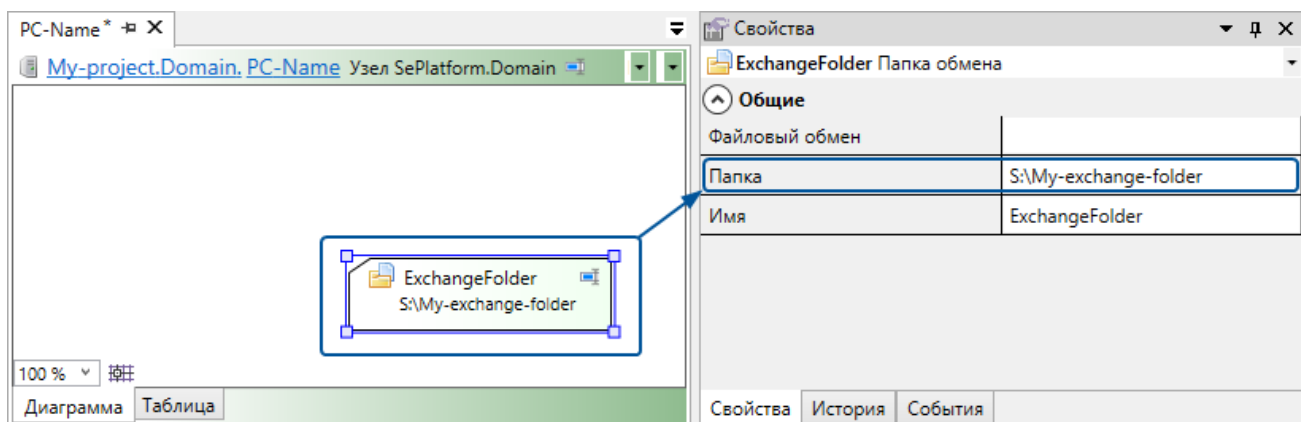 PC-Name*
My-project.Domain. PC-Name Узел SePlatform.Domain
ExchangeFolder
S:\My-exchange-folder
100 %
Диаграмма Таблица
Свойства
ExchangeFolder Папка обмена
Общие
Файловый обмен
Папка S:\My-exchange-folder
Имя ExchangeFolder
Свойства История События